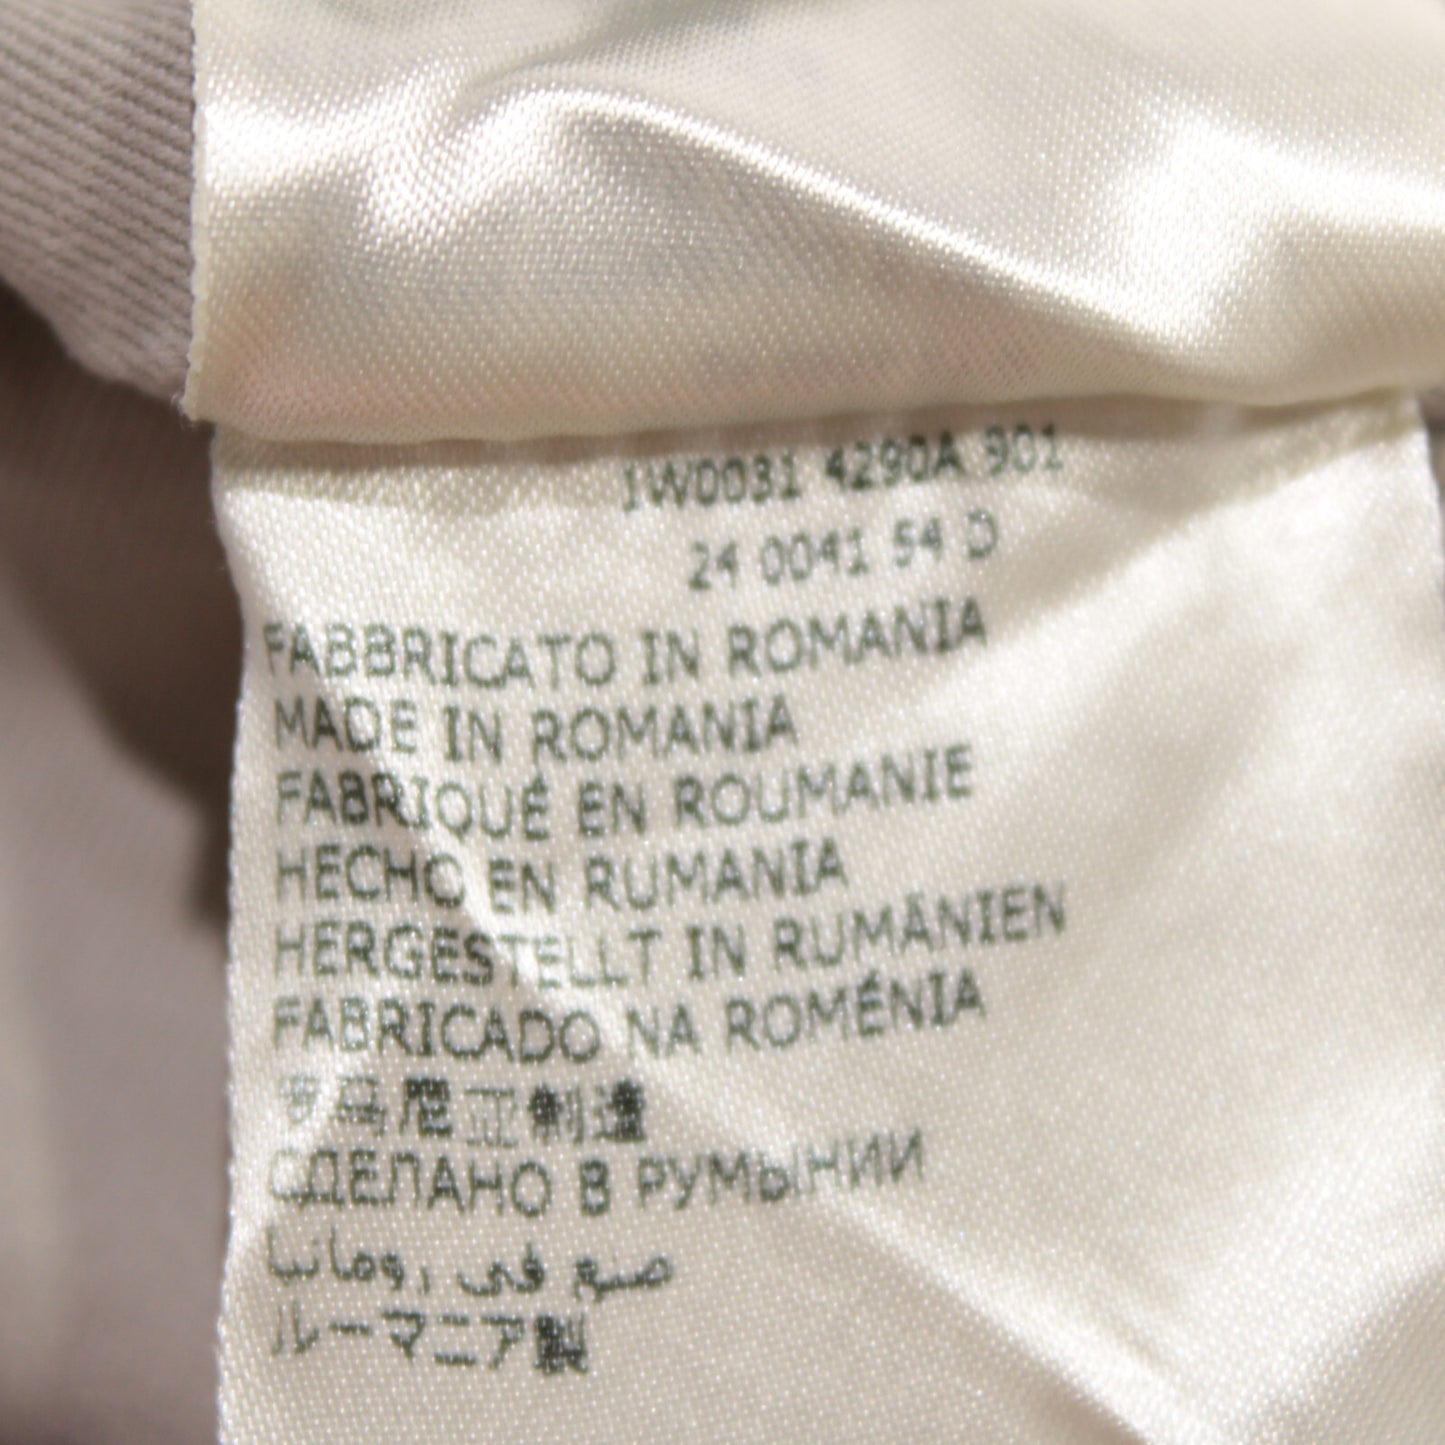 1W0031 4290A 901
24 0041 54 D
FABBRICATO IN ROMANIA
MADE IN ROMANIA
FABRIQUÉ EN ROUMANIE
HECHO EN RUMANIA
HERGESTELLT IN RUMÄNIEN
FABRICADO NA ROMÉNIA
罗马尼亚制造
СДЕЛАНО В РУМЫНИИ
صنع في رومانيا
ルーマニア製